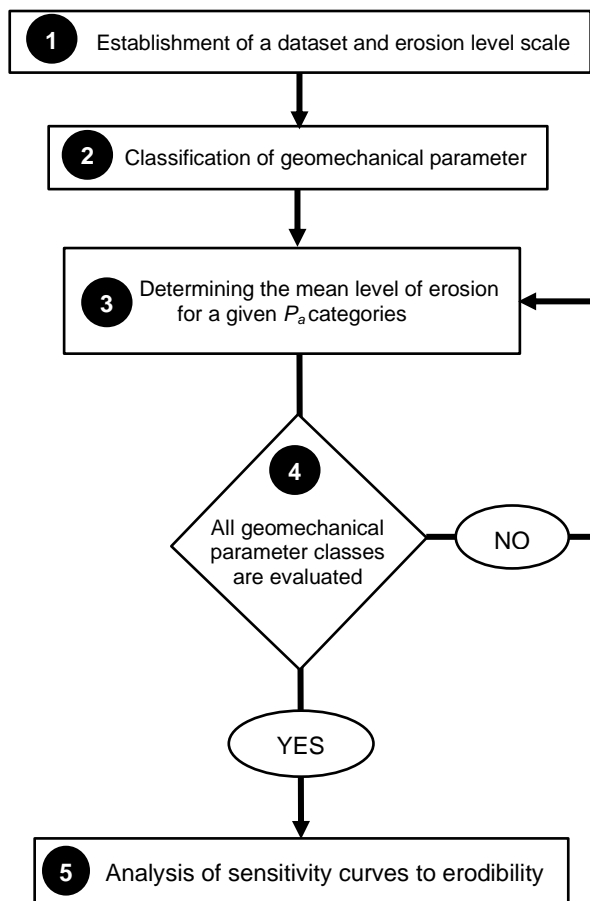 1 Establishment of a dataset and erosion level scale
2 Classification of geomechanical parameter
3 Determining the mean level of erosion
for a given Pa categories
4
All geomechanical
parameter classes
are evaluated
NO
YES
5 Analysis of sensitivity curves to erodibility